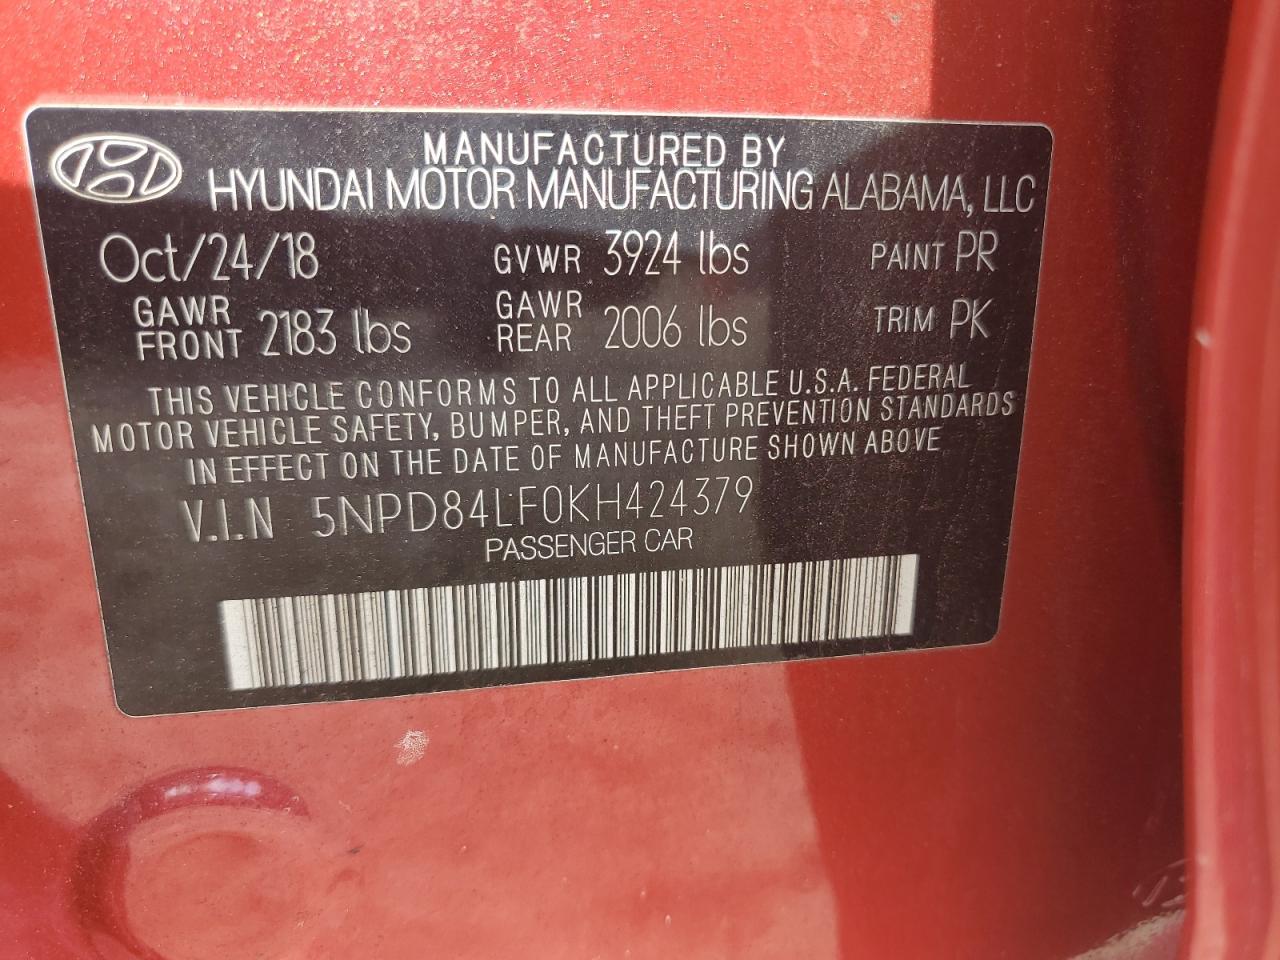 MANUFACTURED BY
HYUNDAI MOTOR MANUFACTURING ALABAMA, LLC
Oct/24/18 GVWR 3924 lbs PAINT PR
GAWR FRONT 2183 lbs GAWR REAR 2006 lbs TRIM PK
THIS VEHICLE CONFORMS TO ALL APPLICABLE U.S.A. FEDERAL
MOTOR VEHICLE SAFETY, BUMPER, AND THEFT PREVENTION STANDARDS
IN EFFECT ON THE DATE OF MANUFACTURE SHOWN ABOVE
V.I.N 5NPD84LF0KH424379
PASSENGER CAR